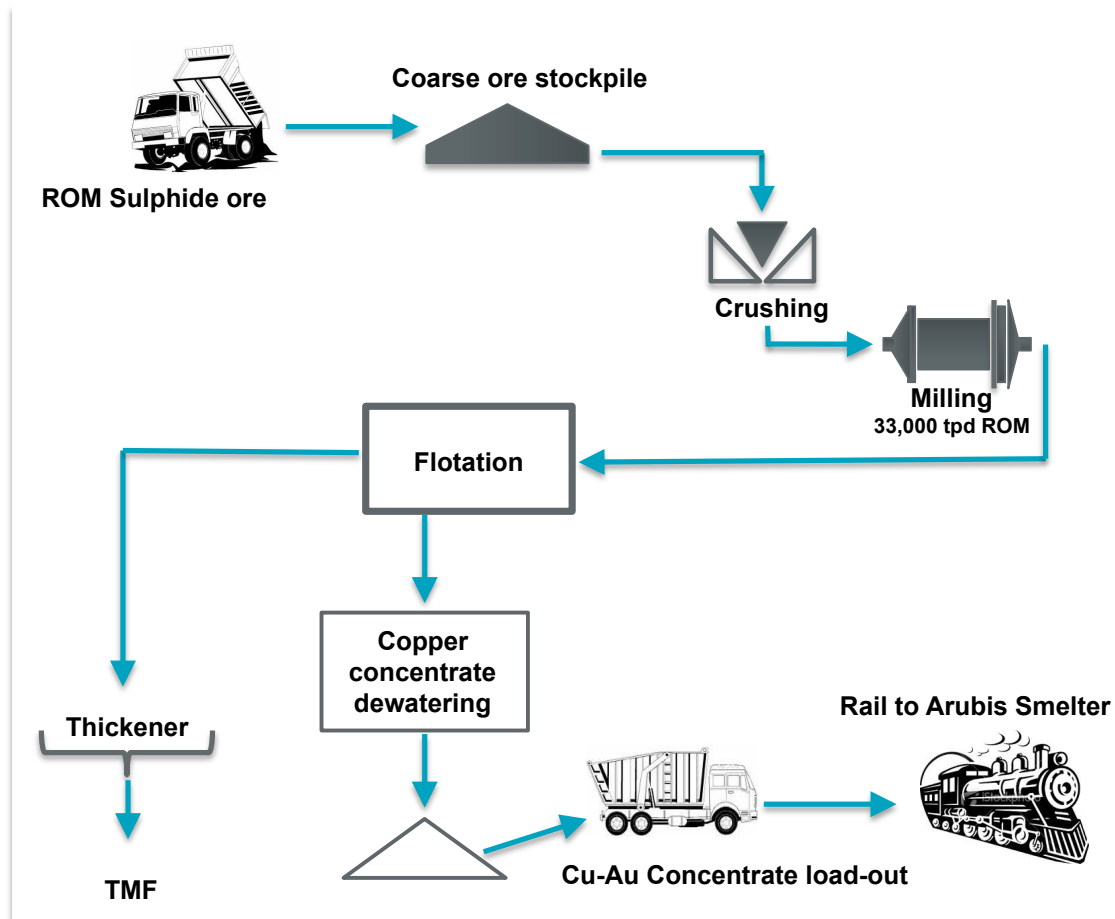 Coarse ore stockpile
ROM Sulphide ore
Crushing
Milling
33,000 tpd ROM
Flotation
Copper
concentrate
dewatering
Thickener
Rail to Arubis Smelter
Cu-Au Concentrate load-out
TMF